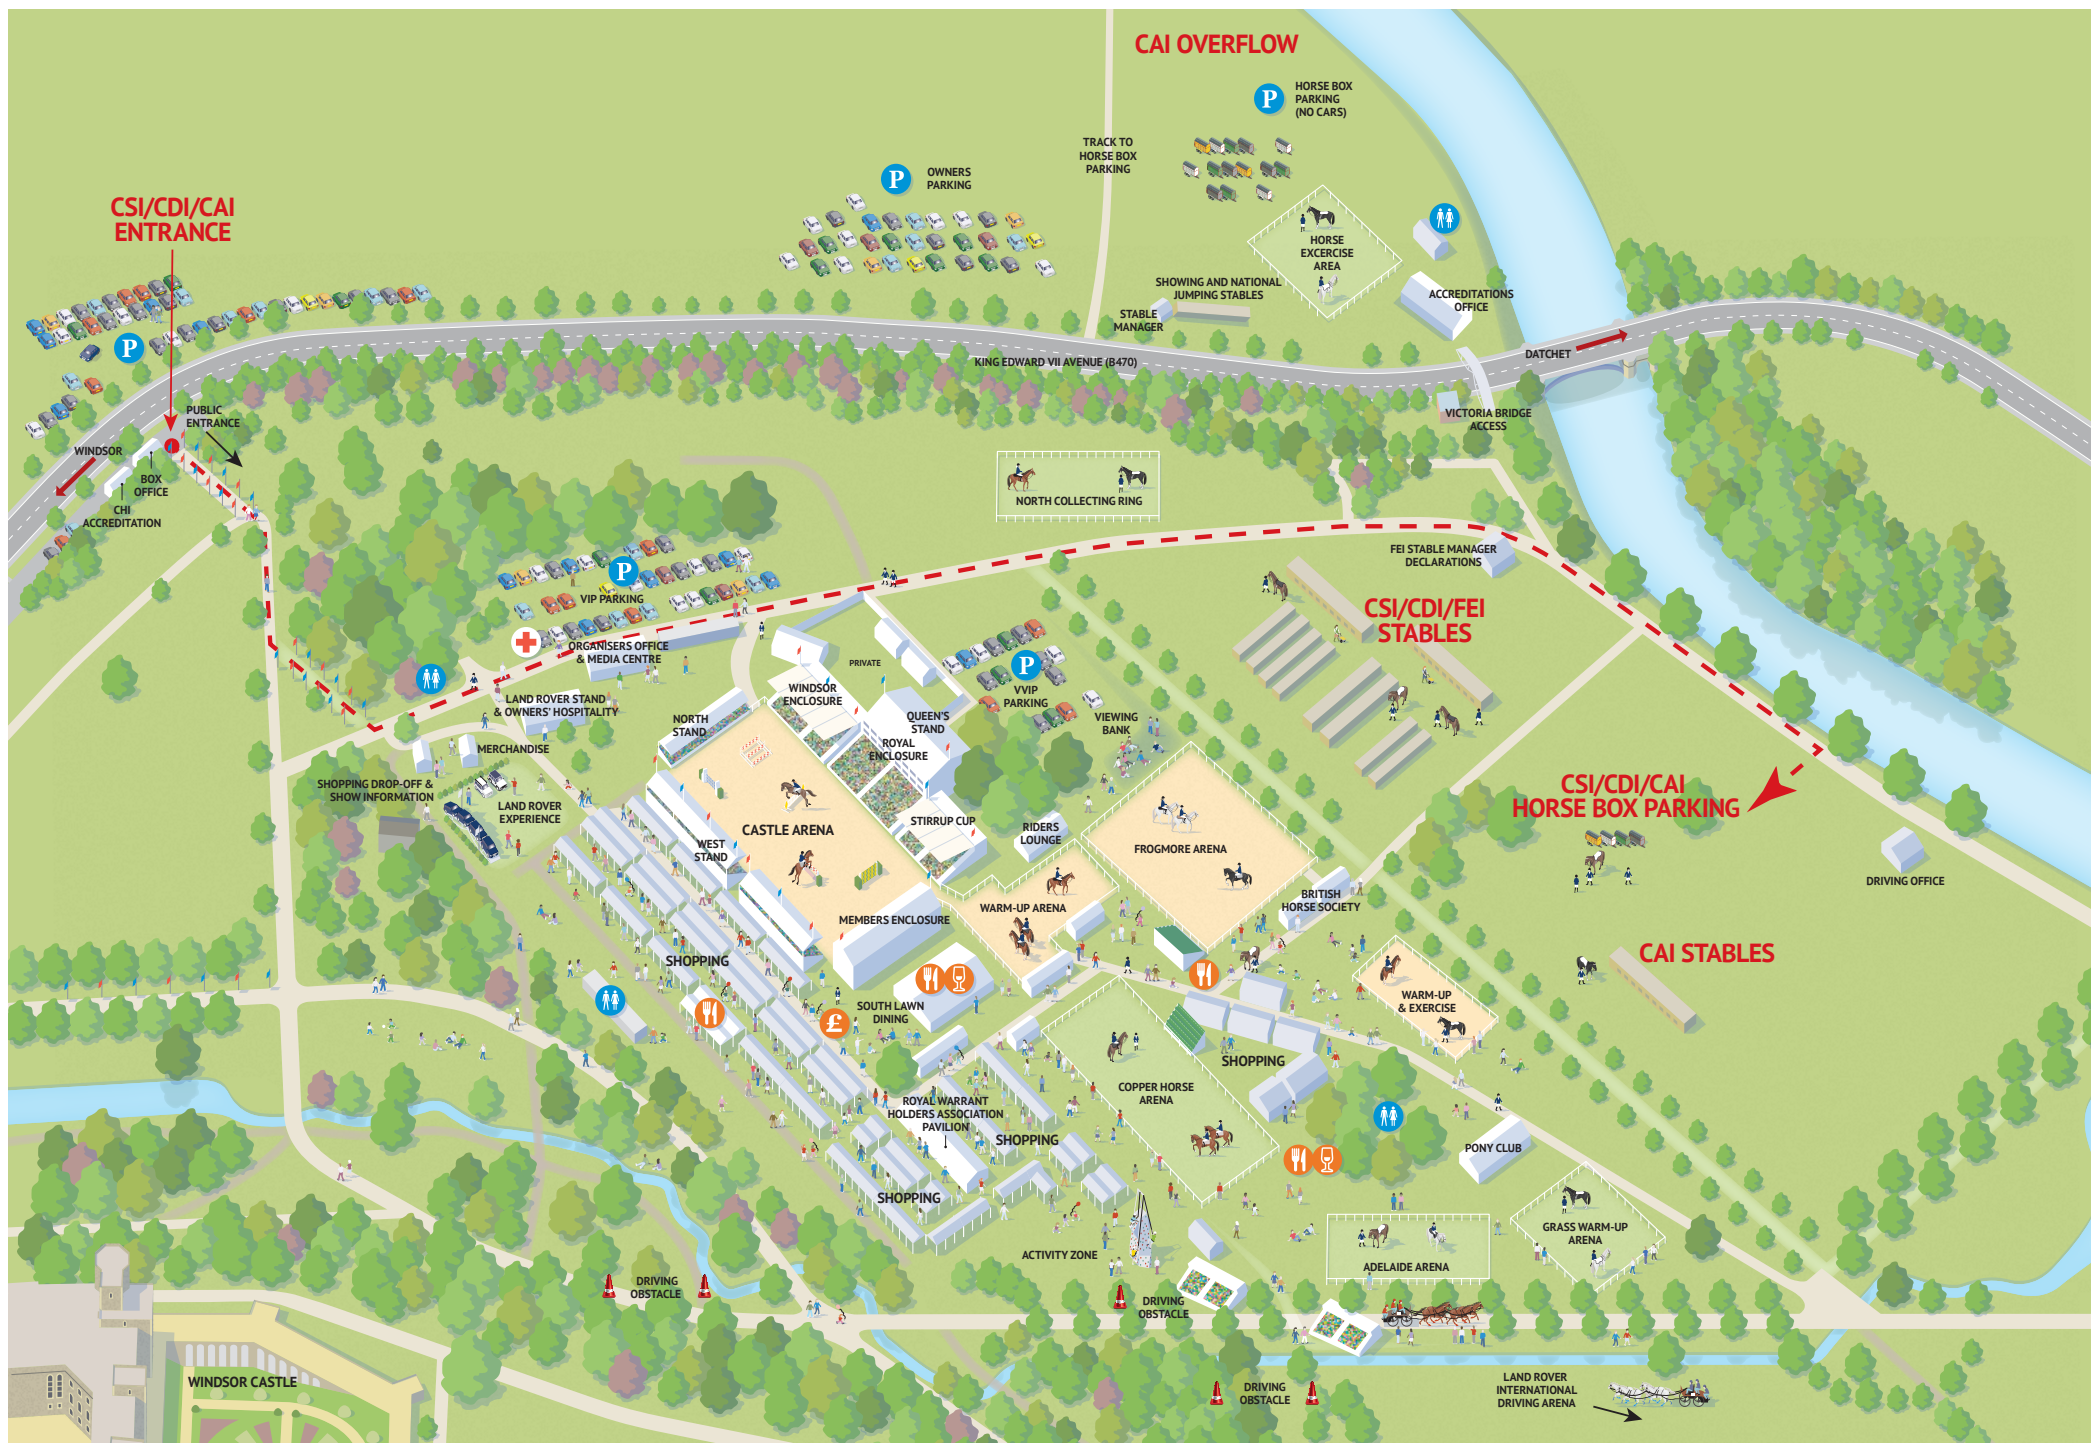 CAI OVERFLOW
P
HORSE BOX
PARKING
(NO CARS)
TRACK TO
HORSE BOX
PARKING
P
OWNERS
PARKING
CSI/CDI/CAI
ENTRANCE
HORSE
EXCERCISE
AREA
SHOWING AND NATIONAL
JUMPING STABLES
STABLE
MANAGER
ACCREDITATIONS
OFFICE
P
KING EDWARD VII AVENUE (B470)
DATCHET
PUBLIC
ENTRANCE
VICTORIA BRIDGE
ACCESS
WINDSOR
BOX
OFFICE
CHI
ACCREDITATION
NORTH COLLECTING RING
FEI STABLE MANAGER
DECLARATIONS
P
VIP PARKING
CSI/CDI/FEI
STABLES
ORGANISERS OFFICE
& MEDIA CENTRE
PRIVATE
P
VVIP
PARKING
LAND ROVER STAND
& OWNERS' HOSPITALITY
WINDSOR
ENCLOSURE
NORTH
STAND
QUEEN'S
STAND
ROYAL
ENCLOSURE
VIEWING
BANK
MERCHANDISE
SHOPPING DROP-OFF &
SHOW INFORMATION
LAND ROVER
EXPERIENCE
CSI/CDI/CAI
HORSE BOX PARKING
CASTLE ARENA
STIRRUP CUP
RIDERS
LOUNGE
WEST
STAND
FROGMORE ARENA
DRIVING OFFICE
BRITISH
HORSE SOCIETY
WARM-UP ARENA
MEMBERS ENCLOSURE
SHOPPING
CAI STABLES
WARM-UP
& EXERCISE
SOUTH LAWN
DINING
£
SHOPPING
COPPER HORSE
ARENA
ROYAL WARRANT
HOLDERS ASSOCIATION
PAVILION
SHOPPING
PONY CLUB
SHOPPING
GRASS WARM-UP
ARENA
ACTIVITY ZONE
ADELAIDE ARENA
DRIVING
OBSTACLE
DRIVING
OBSTACLE
WINDSOR CASTLE
DRIVING
OBSTACLE
LAND ROVER
INTERNATIONAL
DRIVING ARENA